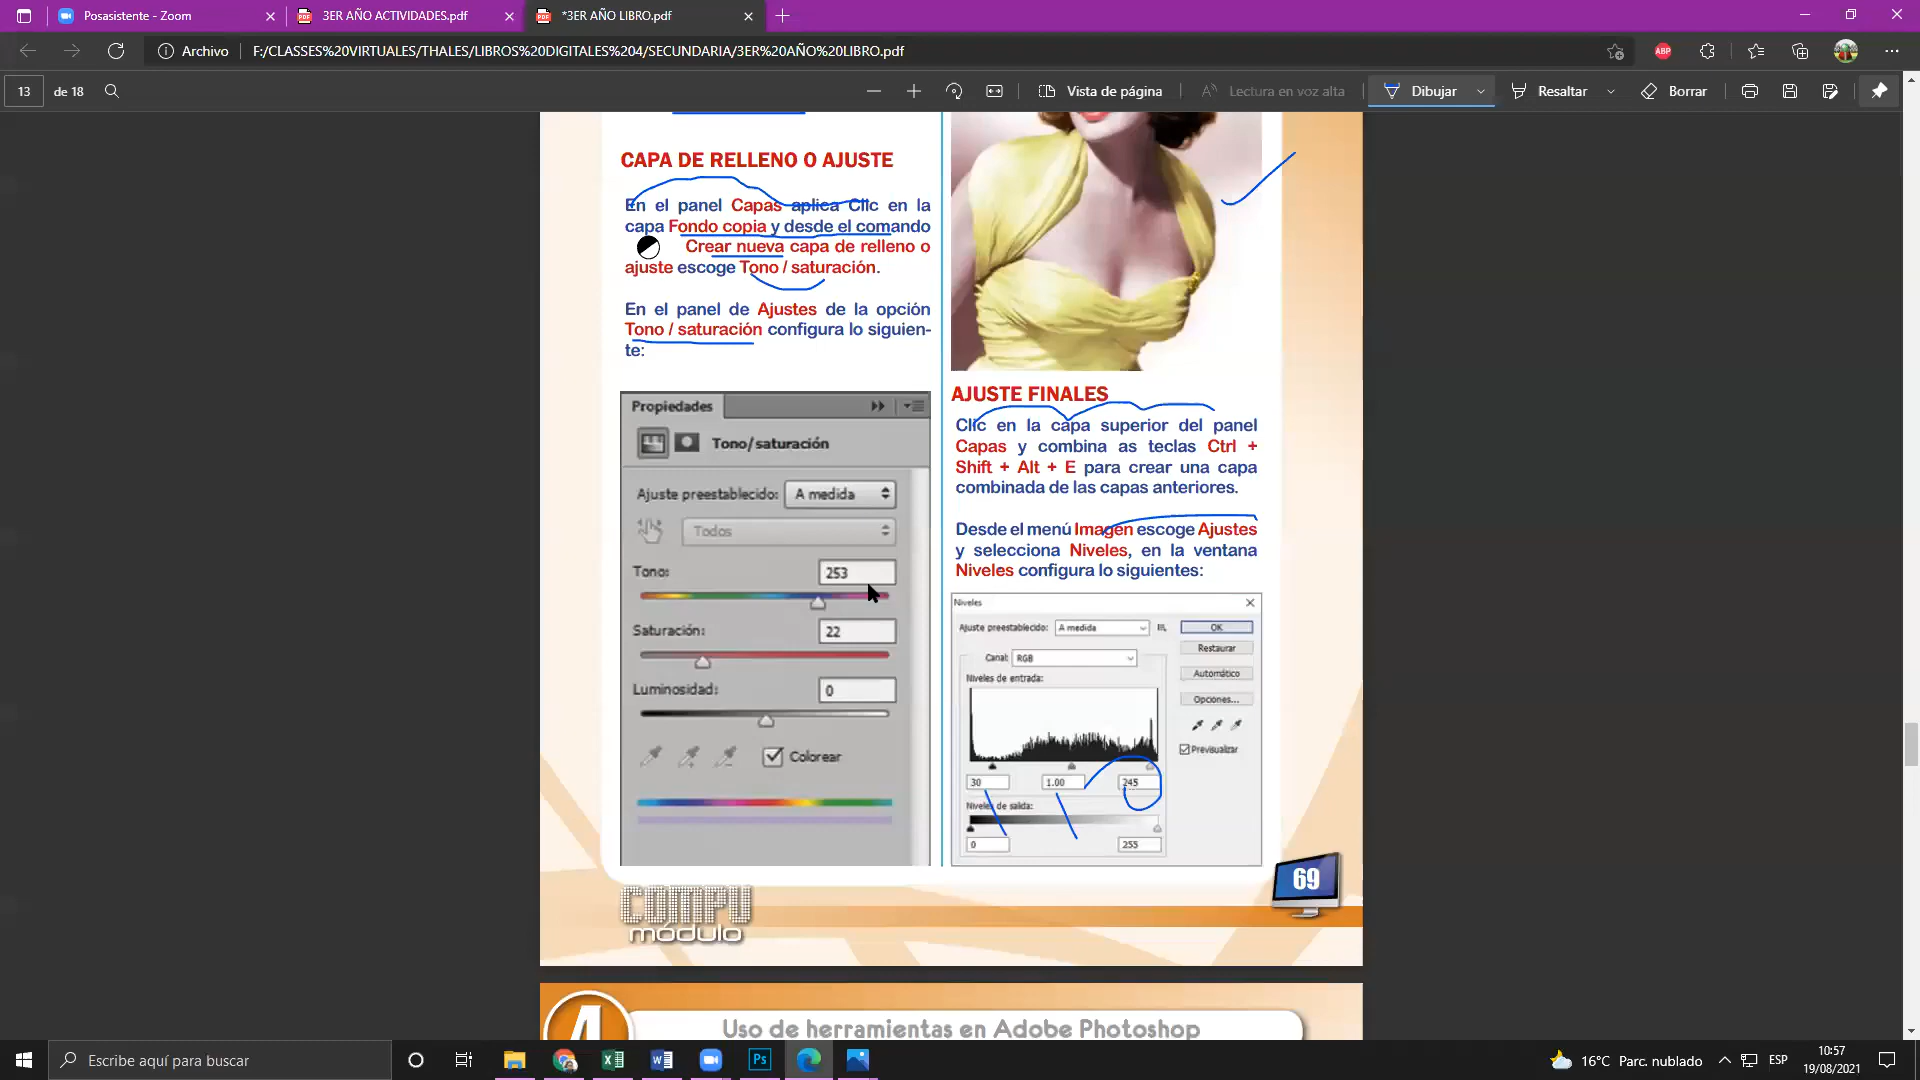 Posasistente - Zoom
3ER AÑO ACTIVIDADES.pdf
*3ER AÑO LIBRO.pdf
Archivo
F:/CLASSES%20VIRTUALES/THALES/LIBROS%20DIGITALES%204/SECUNDARIA/3ER%20AÑO%20LIBRO.pdf
ABP
13 de 18
Vista de página
Lectura en voz alta
Dibujar
Resaltar
Borrar
CAPA DE RELLENO O AJUSTE
En el panel Capas aplica Clic en la
capa Fondo copia y desde el comando
Crear nueva capa de relleno o
ajuste escoge Tono / saturación.
En el panel de Ajustes de la opción
Tono / saturación configura lo siguien-
te:
Propiedades
Tono/saturación
Ajuste preestablecido: A medida
Todos
Tono: 253
Saturación: 22
Luminosidad: 0
Colorear
AJUSTE FINALES
Clic en la capa superior del panel
Capas y combina as teclas Ctrl +
Shift + Alt + E para crear una capa
combinada de las capas anteriores.
Desde el menú Imagen escoge Ajustes
y selecciona Niveles, en la ventana
Niveles configura lo siguientes:
Niveles
Ajuste preestablecido: A medida
OK
Restaurar
Canal: RGB
Automático
Niveles de entrada:
Opciones...
Previsualizar
30 1.00 245
Niveles de salida:
0 255
69
COMPU
módulo
4
Uso de herramientas en Adobe Photoshop
Escribe aquí para buscar
Ps
16°C Parc. nublado
ESP
10:57
19/08/2021